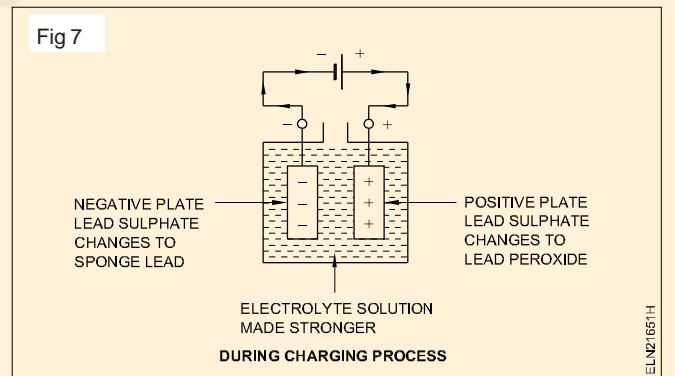 Fig 7
- +
- +
- +
- +
- +
NEGATIVE PLATE
LEAD SULPHATE
CHANGES TO
SPONGE LEAD
POSITIVE PLATE
LEAD SULPHATE
CHANGES TO
LEAD PEROXIDE
ELECTROLYTE SOLUTION
MADE STRONGER
DURING CHARGING PROCESS
ELN21651H